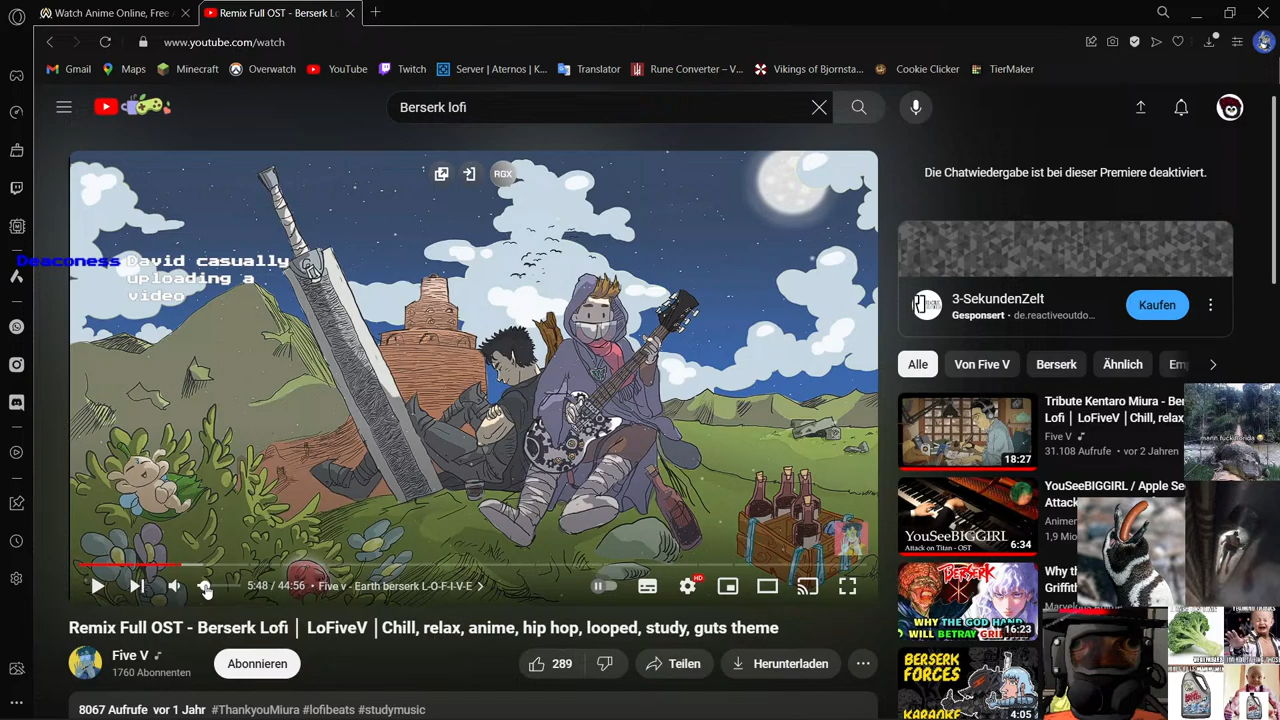 Watch Anime Online, Free
Remix Full OST - Berserk Lo
www.youtube.com/watch
Gmail
Maps
Minecraft
Overwatch
YouTube
Twitch
Server | Aternos | K...
Translator
Rune Converter – V...
Vikings of Bjornsta...
Cookie Clicker
TierMaker
Berserk lofi
RGX
Deaconess David casually
uploading a
video
5:48 / 44:56 • Five v - Earth berserk L-O-F-I-V-E
HD
Remix Full OST - Berserk Lofi │ LoFiveV │Chill, relax, anime, hip hop, looped, study, guts theme
Five V
1760 Abonnenten
Abonnieren
289
Teilen
Herunterladen
8067 Aufrufe vor 1 Jahr #ThankyouMiura #lofibeats #studymusic
Die Chatwiedergabe ist bei dieser Premiere deaktiviert.
3-SekundenZelt
Gesponsert • de.reactiveoutdo...
Kaufen
Alle
Von Five V
Berserk
Ähnlich
Tribute Kentaro Miura - Ber
Lofi │ LoFiveV │Chill, relax
Five V
31.108 Aufrufe • vor 2 Jahren
18:27
YouSeeBIGGIRL / Apple See
Attack
1,9 Mio
YouSeeBIGGIRL
Attack on Titan - OST
6:34
Why th
Griffith
BERSERK
WHY THE GOD HAND
WILL BETRAY
16:23
BERSERK
FORCES
KARAOKE
4:05